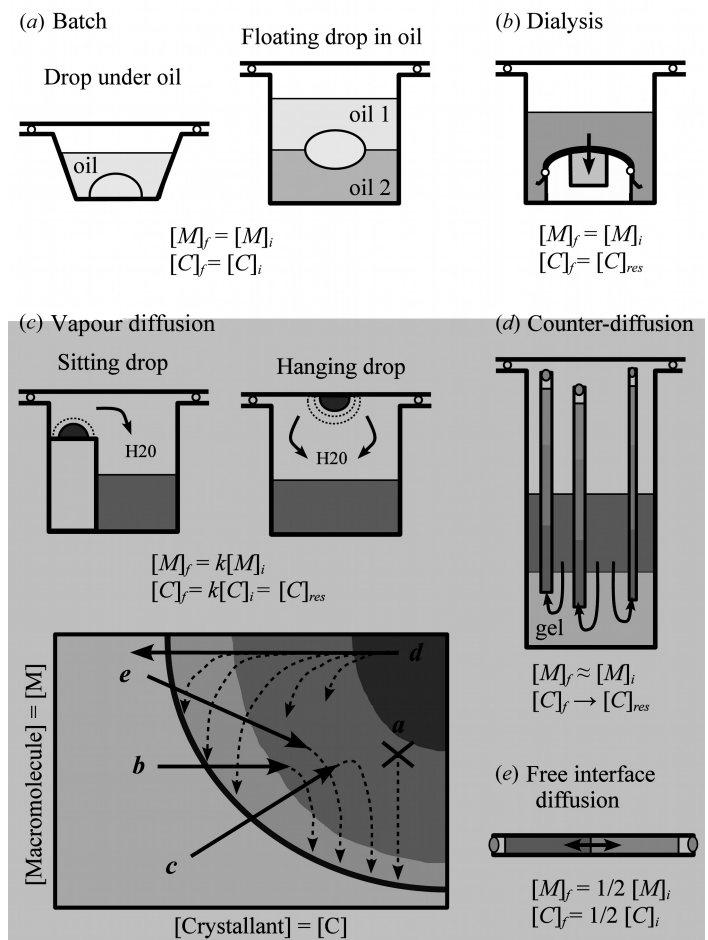 (a) Batch
Drop under oil
oil
Floating drop in oil
oil 1
oil 2
[M]f = [M]i
[C]f = [C]i
(b) Dialysis
[M]f = [M]i
[C]f = [C]res
(c) Vapour diffusion
Sitting drop
H20
Hanging drop
H20
[M]f = k[M]i
[C]f = k[C]i = [C]res
(d) Counter-diffusion
gel
[M]f ≈ [M]i
[C]f → [C]res
[Macromolecule] = [M]
d
e
a
b
c
[Crystallant] = [C]
(e) Free interface
diffusion
[M]f = 1/2 [M]i
[C]f = 1/2 [C]i